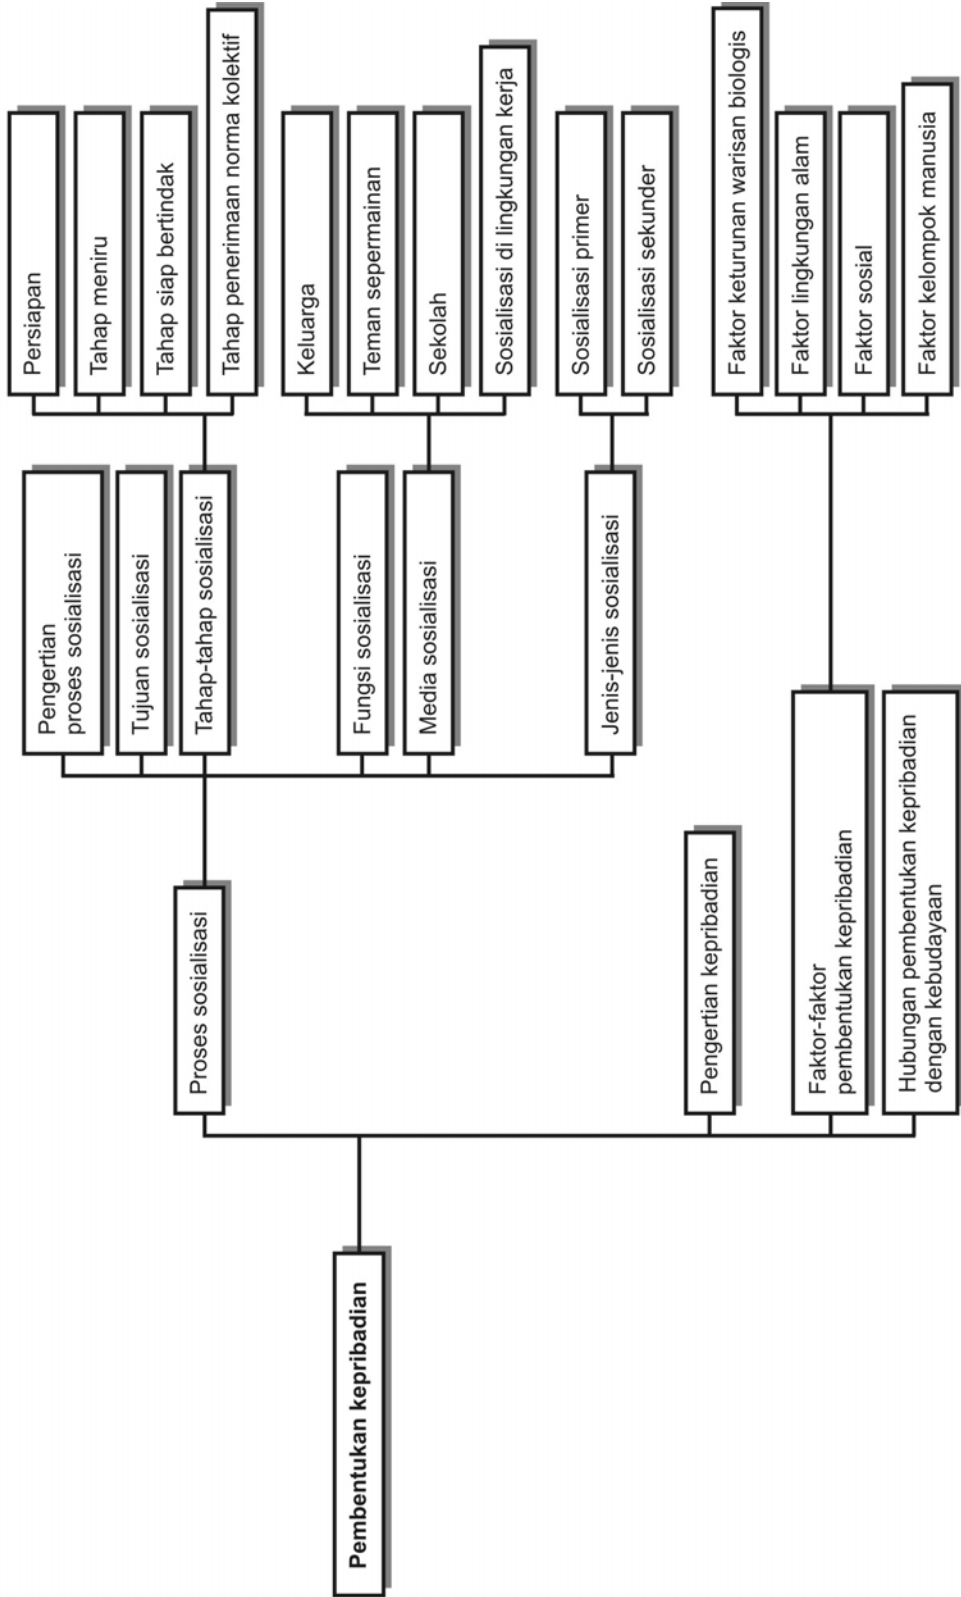 Pembentukan kepribadian
Proses sosialisasi
Pengertian
proses sosialisasi
Tujuan sosialisasi
Tahap-tahap sosialisasi
Persiapan
Tahap meniru
Tahap siap bertindak
Tahap penerimaan norma kolektif
Fungsi sosialisasi
Media sosialisasi
Keluarga
Teman sepermainan
Sekolah
Sosialisasi di lingkungan kerja
Jenis-jenis sosialisasi
Sosialisasi primer
Sosialisasi sekunder
Pengertian kepribadian
Faktor-faktor
pembentukan kepribadian
Faktor keturunan warisan biologis
Faktor lingkungan alam
Faktor sosial
Faktor kelompok manusia
Hubungan pembentukan kepribadian
dengan kebudayaan